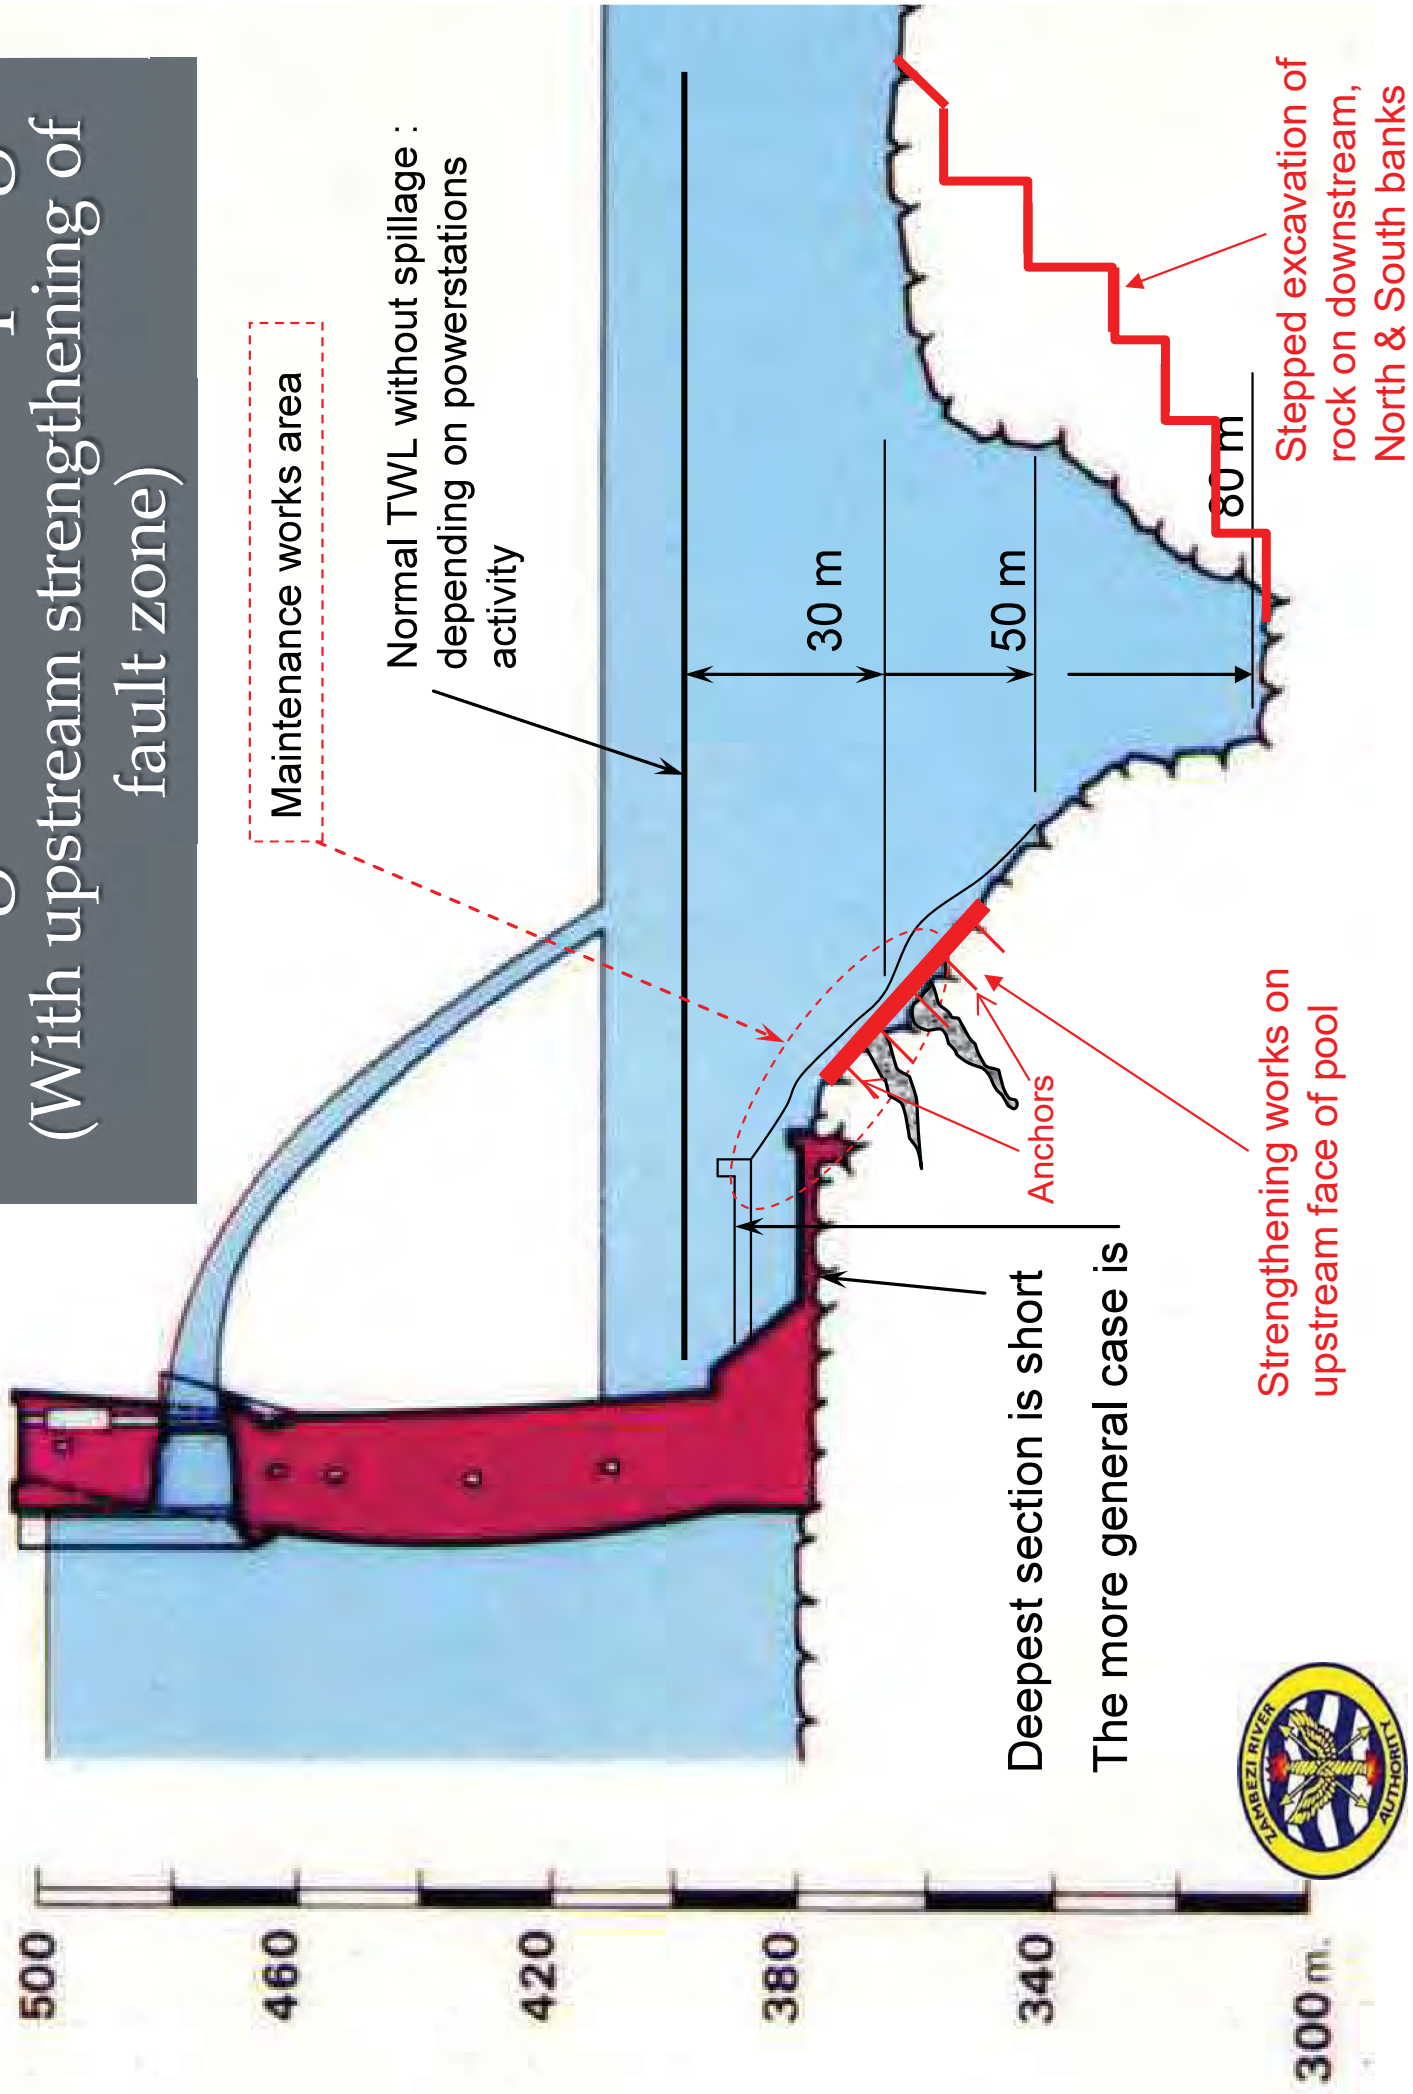 (With upstream strengthening of
fault zone)
Maintenance works area
Normal TWL without spillage :
depending on powerstations
activity
30 m
50 m
80 m
Anchors
Deepest section is short
The more general case is
Strengthening works on
upstream face of pool
Stepped excavation of
rock on downstream,
North & South banks
500
460
420
380
340
300 m.
ZAMBEZI RIVER
AUTHORITY